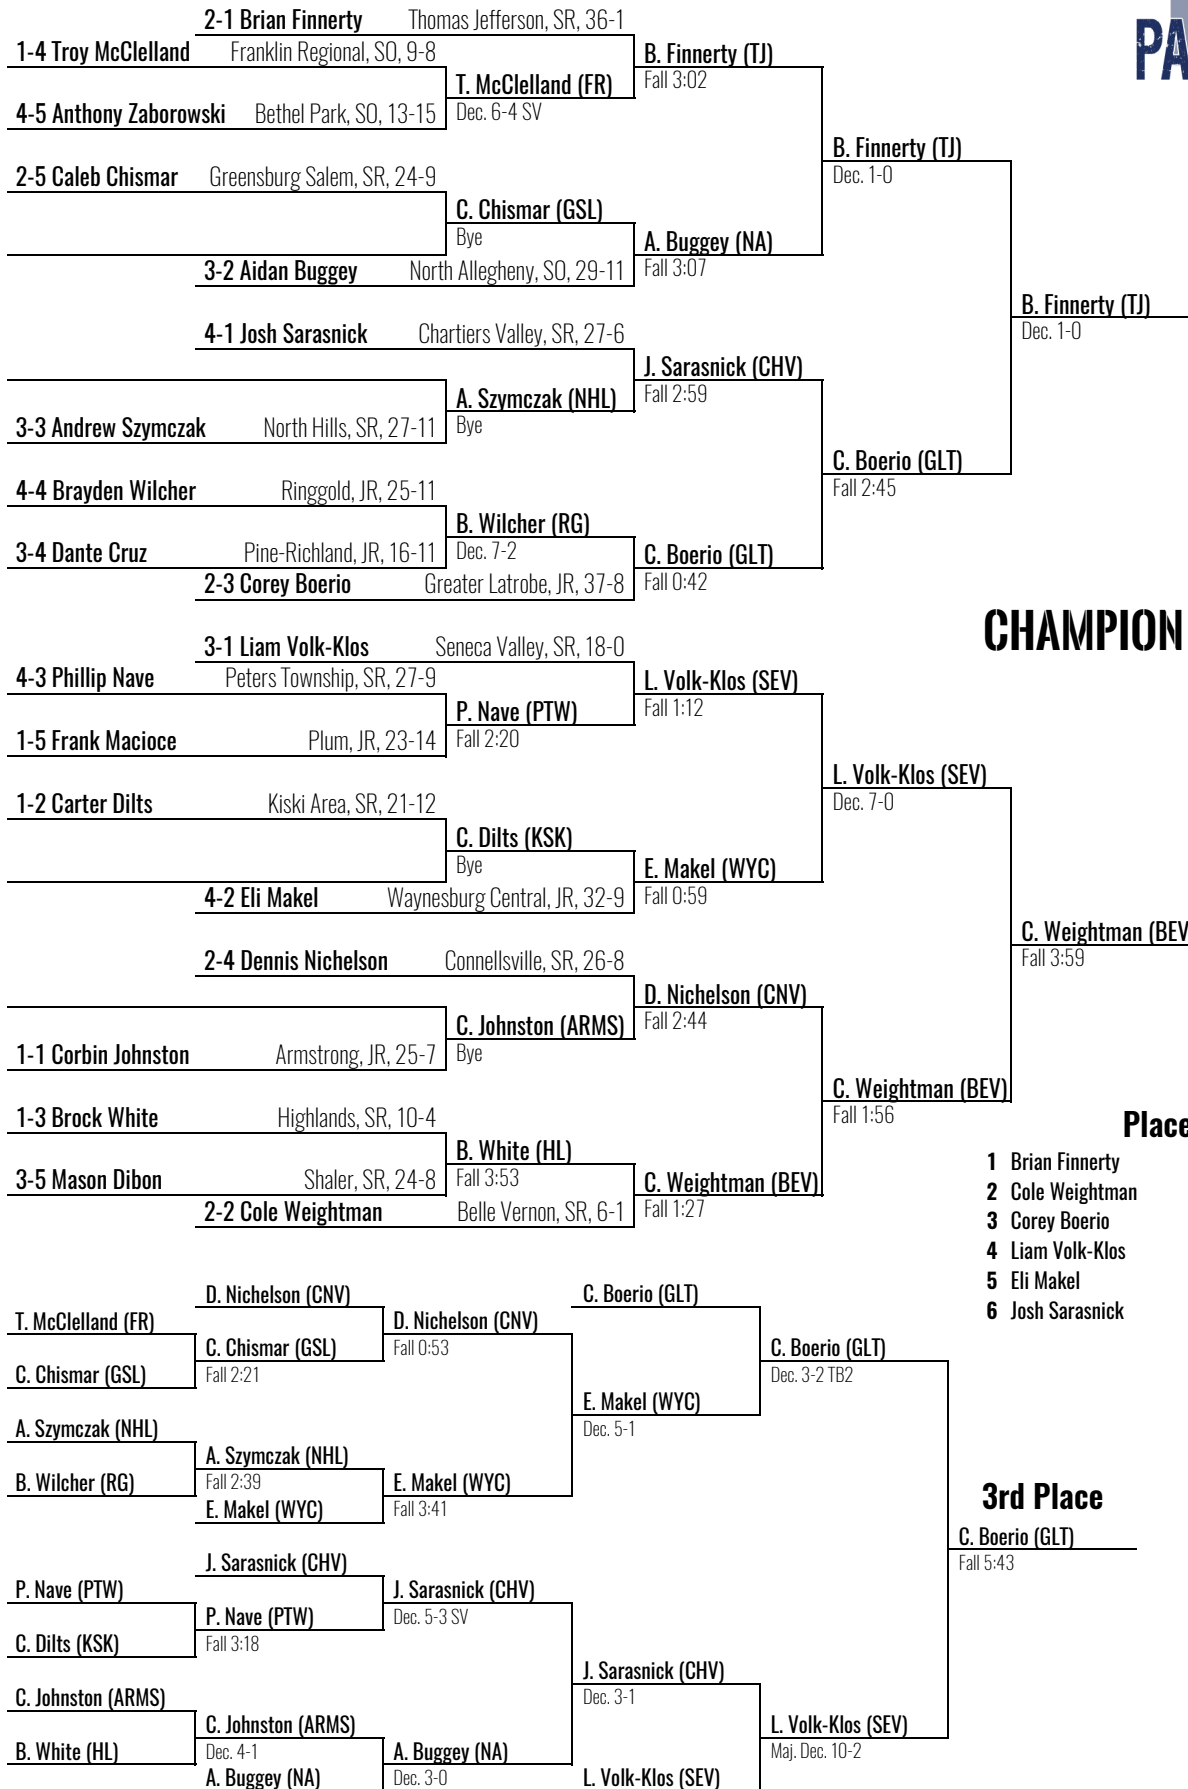 2-1 Brian Finnerty Thomas Jefferson, SR, 36-1
PA
1-4 Troy McClelland Franklin Regional, SO, 9-8
B. Finnerty (TJ)
Fall 3:02
T. McClelland (FR)
Dec. 6-4 SV
4-5 Anthony Zaborowski Bethel Park, SO, 13-15
B. Finnerty (TJ)
Dec. 1-0
2-5 Caleb Chismar Greensburg Salem, SR, 24-9
C. Chismar (GSL)
Bye
A. Buggey (NA)
Fall 3:07
3-2 Aidan Buggey North Allegheny, SO, 29-11
B. Finnerty (TJ)
Dec. 1-0
4-1 Josh Sarasnick Chartiers Valley, SR, 27-6
J. Sarasnick (CHV)
Fall 2:59
A. Szymczak (NHL)
Bye
3-3 Andrew Szymczak North Hills, SR, 27-11
C. Boerio (GLT)
Fall 2:45
4-4 Brayden Wilcher Ringgold, JR, 25-11
B. Wilcher (RG)
Dec. 7-2
3-4 Dante Cruz Pine-Richland, JR, 16-11
C. Boerio (GLT)
Fall 0:42
2-3 Corey Boerio Greater Latrobe, JR, 37-8
CHAMPION
3-1 Liam Volk-Klos Seneca Valley, SR, 18-0
4-3 Phillip Nave Peters Township, SR, 27-9
L. Volk-Klos (SEV)
Fall 1:12
P. Nave (PTW)
Fall 2:20
1-5 Frank Macioce Plum, JR, 23-14
L. Volk-Klos (SEV)
Dec. 7-0
1-2 Carter Dilts Kiski Area, SR, 21-12
C. Dilts (KSK)
Bye
E. Makel (WYC)
Fall 0:59
4-2 Eli Makel Waynesburg Central, JR, 32-9
C. Weightman (BEV
Fall 3:59
2-4 Dennis Nichelson Connellsville, SR, 26-8
D. Nichelson (CNV)
Fall 2:44
C. Johnston (ARMS)
Bye
1-1 Corbin Johnston Armstrong, JR, 25-7
C. Weightman (BEV)
Fall 1:56
1-3 Brock White Highlands, SR, 10-4
B. White (HL)
Fall 3:53
3-5 Mason Dibon Shaler, SR, 24-8
C. Weightman (BEV)
Fall 1:27
2-2 Cole Weightman Belle Vernon, SR, 6-1
Place
1 Brian Finnerty
2 Cole Weightman
3 Corey Boerio
4 Liam Volk-Klos
5 Eli Makel
6 Josh Sarasnick
D. Nichelson (CNV)
C. Boerio (GLT)
T. McClelland (FR)
D. Nichelson (CNV)
Fall 0:53
C. Chismar (GSL)
Fall 2:21
C. Chismar (GSL)
C. Boerio (GLT)
Dec. 3-2 TB2
E. Makel (WYC)
Dec. 5-1
A. Szymczak (NHL)
A. Szymczak (NHL)
Fall 2:39
B. Wilcher (RG)
E. Makel (WYC)
Fall 3:41
E. Makel (WYC)
3rd Place
C. Boerio (GLT)
Fall 5:43
J. Sarasnick (CHV)
P. Nave (PTW)
J. Sarasnick (CHV)
Dec. 5-3 SV
P. Nave (PTW)
Fall 3:18
C. Dilts (KSK)
J. Sarasnick (CHV)
Dec. 3-1
C. Johnston (ARMS)
C. Johnston (ARMS)
Dec. 4-1
L. Volk-Klos (SEV)
Maj. Dec. 10-2
B. White (HL)
A. Buggey (NA)
Dec. 3-0
A. Buggey (NA)
L. Volk-Klos (SEV)